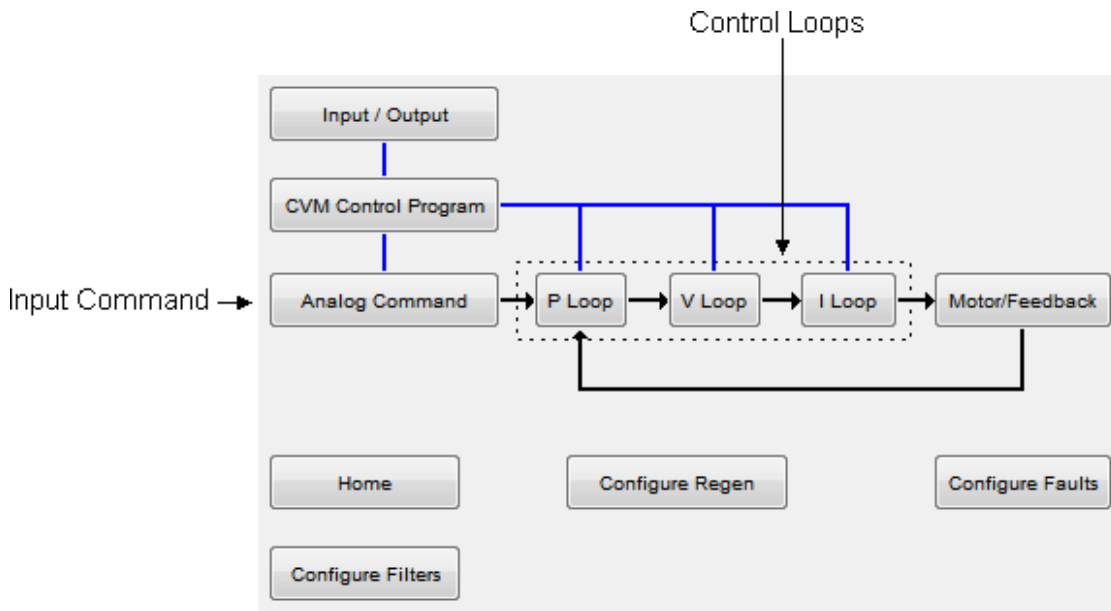 Control Loops
Input / Output
CVM Control Program
Input Command
Analog Command
P Loop
V Loop
I Loop
Motor/Feedback
Home
Configure Regen
Configure Faults
Configure Filters